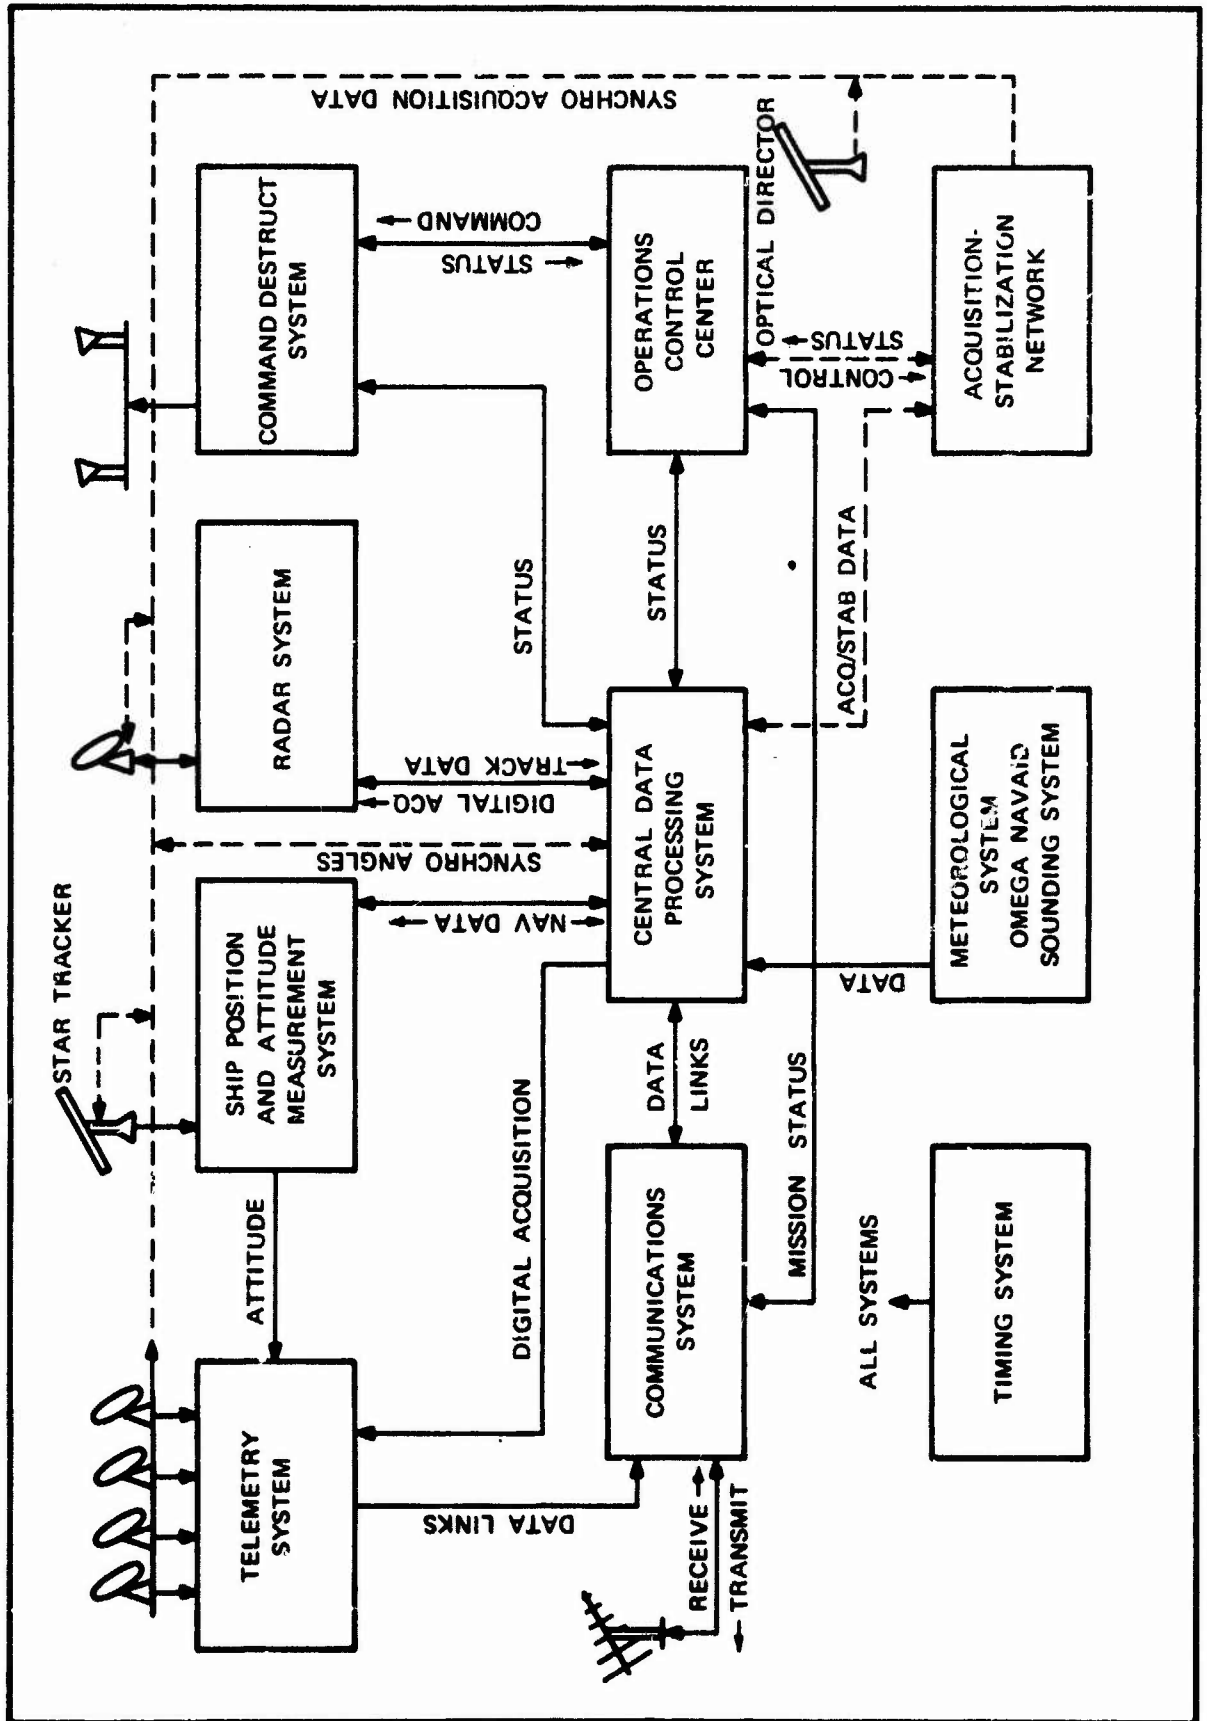 STAR TRACKER
SYNCHRO ACQUISITION DATA
TELEMETRY
SYSTEM
ATTITUDE
SHIP POSITION
AND ATTITUDE
MEASUREMENT
SYSTEM
RADAR SYSTEM
COMMAND DESTRUCT
SYSTEM
DATA LINKS
DIGITAL ACQUISITION
NAV DATA
SYNCHRO ANGLES
DIGITAL ACQ
TRACK DATA
STATUS
STATUS
COMMAND
RECEIVE
TRANSMIT
COMMUNICATIONS
SYSTEM
DATA
LINKS
CENTRAL DATA
PROCESSING
SYSTEM
STATUS
OPERATIONS
CONTROL
CENTER
OPTICAL DIRECTOR
MISSION STATUS
DATA
ACQ/STAB DATA
CONTROL
STATUS
ALL SYSTEMS
TIMING SYSTEM
METEOROLOGICAL
SYSTEM
OMEGA NAVAID
SOUNDING SYSTEM
ACQUISITION-
STABILIZATION
NETWORK